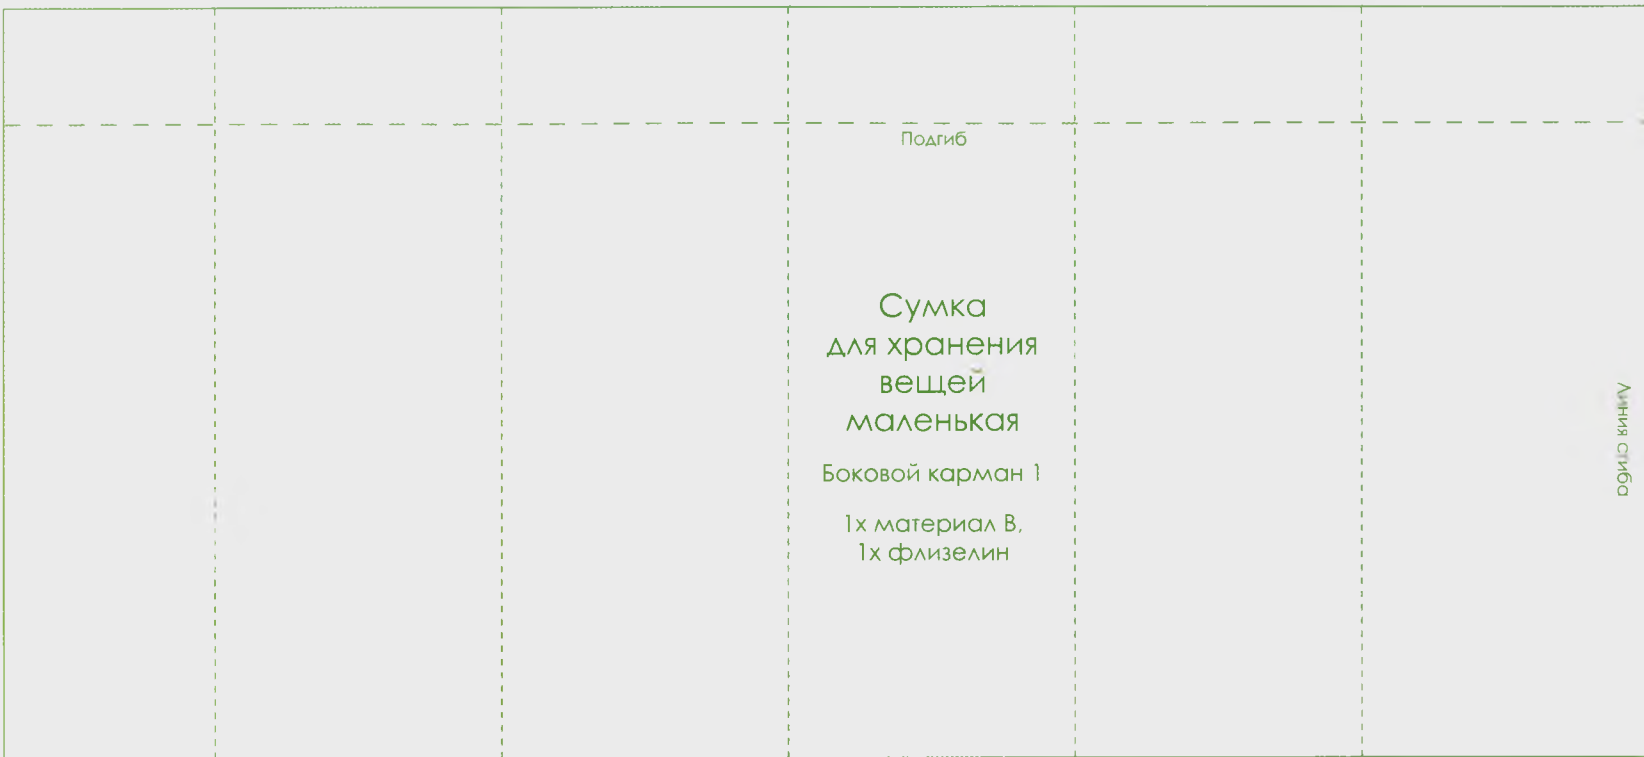 Подгиб
Сумка
для хранения
вещей
маленькая
Боковой карман 1
1х материал В,
1х флизелин
Линия сгиба